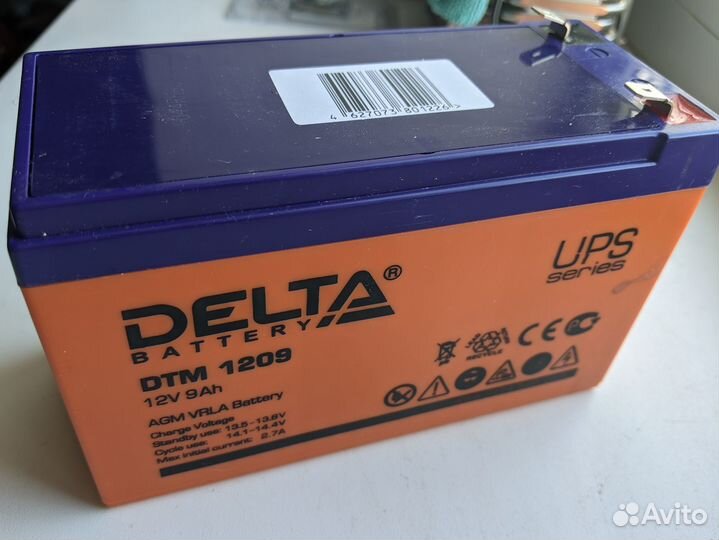 4 627073 801226 >
UPS
series
DELTA®
BATTERY
DTM 1209
12V 9Ah
AGM VRLA Battery
Charge Voltage
Standby use: 13.5-13.8V
Cycle use: 14.1-14.4V
Max initial current: 2.7A
RECYCLE
Avito